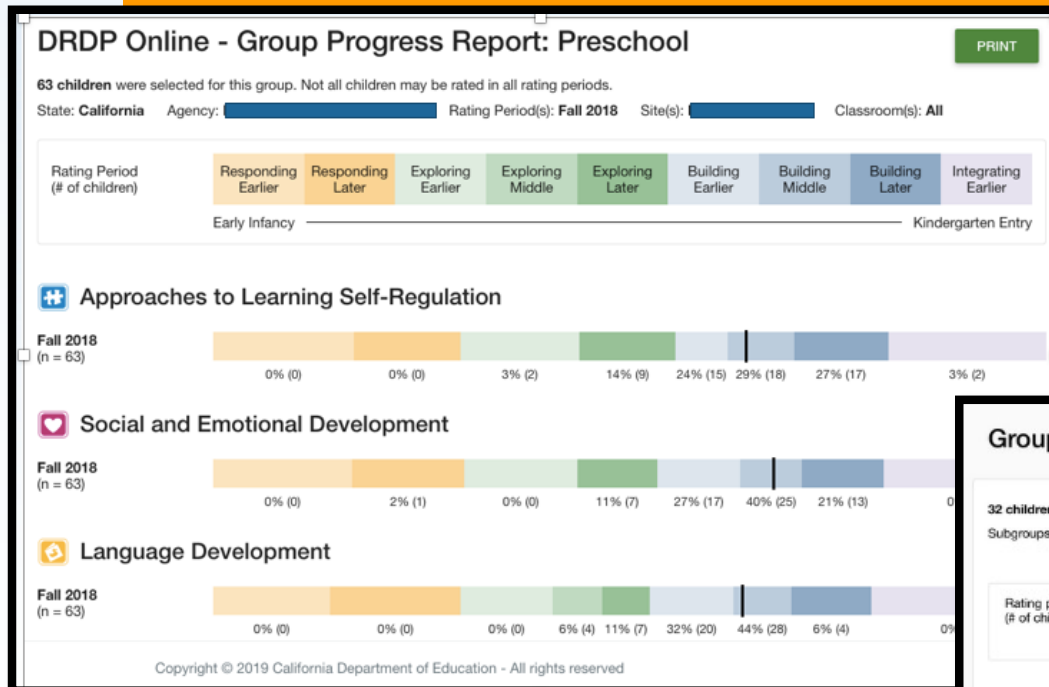 DRDP Online - Group Progress Report: Preschool
PRINT
63 children were selected for this group. Not all children may be rated in all rating periods.
State: California Agency: Rating Period(s): Fall 2018 Site(s): Classroom(s): All
Rating Period
(# of children)
Responding Earlier
Responding Later
Exploring Earlier
Exploring Middle
Exploring Later
Building Earlier
Building Middle
Building Later
Integrating Earlier
Early Infancy
Kindergarten Entry
Approaches to Learning Self-Regulation
Fall 2018
(n = 63)
0% (0) 0% (0) 3% (2) 14% (9) 24% (15) 29% (18) 27% (17) 3% (2)
Social and Emotional Development
Fall 2018
(n = 63)
0% (0) 2% (1) 0% (0) 11% (7) 27% (17) 40% (25) 21% (13)
Language Development
Fall 2018
(n = 63)
0% (0) 0% (0) 0% (0) 6% (4) 11% (7) 32% (20) 44% (28) 6% (4)
Copyright © 2019 California Department of Education - All rights reserved
Grou
32 childre
Subgroups
Rating
(# of chi